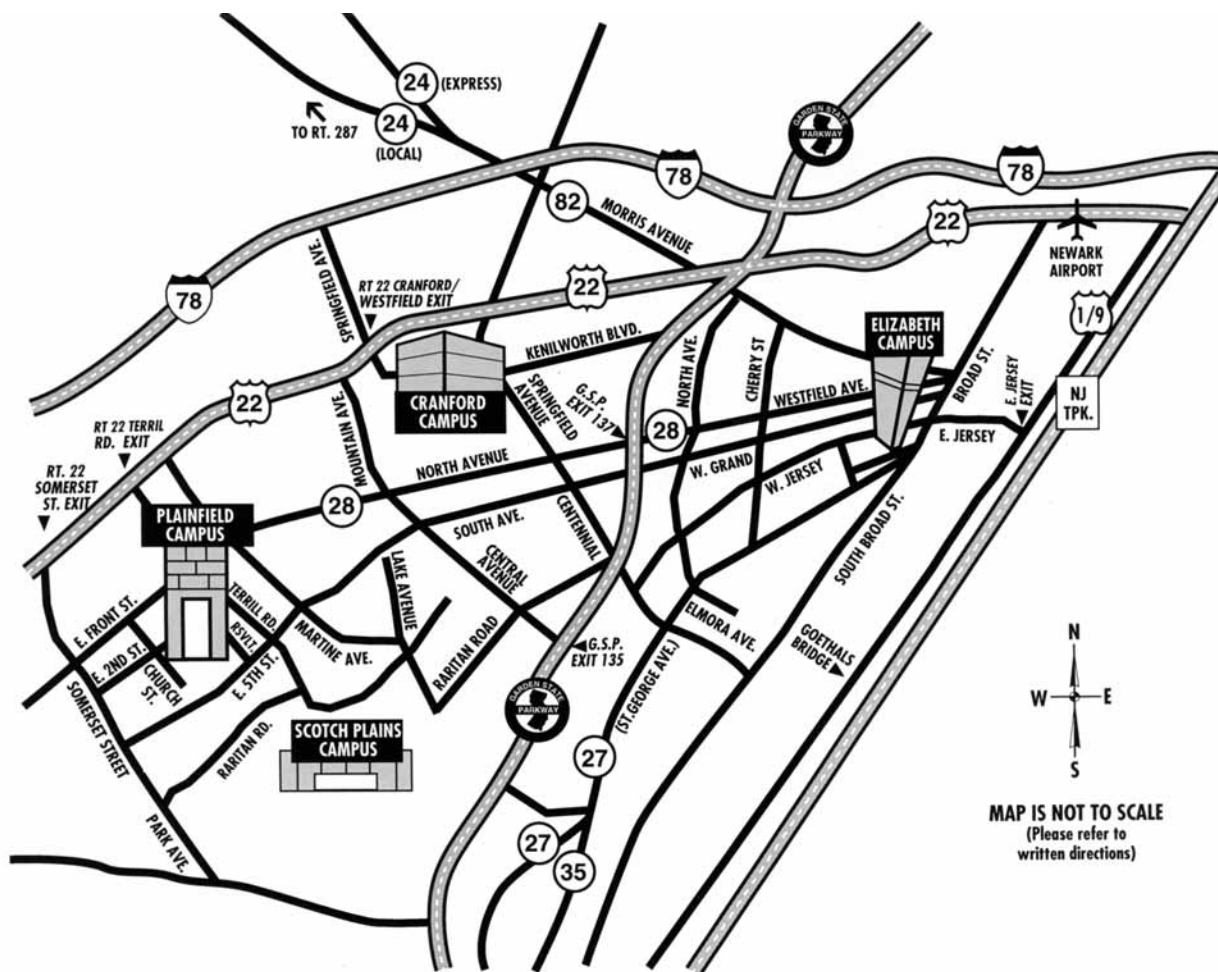 24
(EXPRESS)
TO RT. 287
24
(LOCAL)
GARDEN STATE
PARKWAY
78
78
82
MORRIS AVENUE
22
NEWARK
AIRPORT
SPRINGFIELD AVE.
RT 22 CRANFORD/
WESTFIELD EXIT
22
78
1/9
ELIZABETH
CAMPUS
KENILWORTH BLVD.
NORTH AVE.
CHERRY ST
BROAD ST.
E. JERSEY
EXIT
NJ
TPK.
22
CRANFORD
CAMPUS
SPRINGFIELD
AVENUE
G.S.P.
EXIT 137
WESTFIELD AVE.
28
RT 22 TERRIL
RD. EXIT
MOUNTAIN AVE.
NORTH AVENUE
W. GRAND
E. JERSEY
RT. 22
SOMERSET
ST. EXIT
W. JERSEY
28
PLAINFIELD
CAMPUS
SOUTH AVE.
CENTENNIAL
SOUTH BROAD ST.
LAKE AVENUE
CENTRAL
AVENUE
E. FRONT ST.
TERRILL RD.
RSVLT.
MARTINE AVE.
RARITAN ROAD
G.S.P.
EXIT 135
ELMORA AVE.
GOETHALS
BRIDGE
E. 2ND ST.
CHURCH
ST.
E. 5TH ST.
N
W
E
S
GARDEN STATE
PARKWAY
(ST.GEORGE AVE.)
SOMERSET STREET
RARITAN RD.
SCOTCH PLAINS
CAMPUS
27
PARK AVE.
27
35
MAP IS NOT TO SCALE
(Please refer to
written directions)